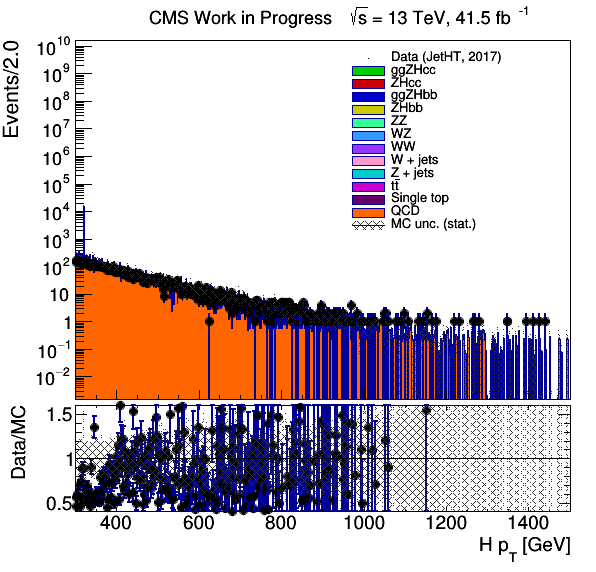 CMS Work in Progress √s = 13 TeV, 41.5 fb⁻¹
Events/2.0
10¹⁰
10⁹
10⁸
10⁷
10⁶
10⁵
10⁴
10³
10²
10
1
10⁻¹
10⁻²
Data (JetHT, 2017)
ggZHcc
ZHcc
ggZHbb
ZHbb
ZZ
WZ
WW
W + jets
Z + jets
tt̄
Single top
QCD
MC unc. (stat.)
Data/MC
1.5
1
0.5
400 600 800 1000 1200 1400
H p_T [GeV]